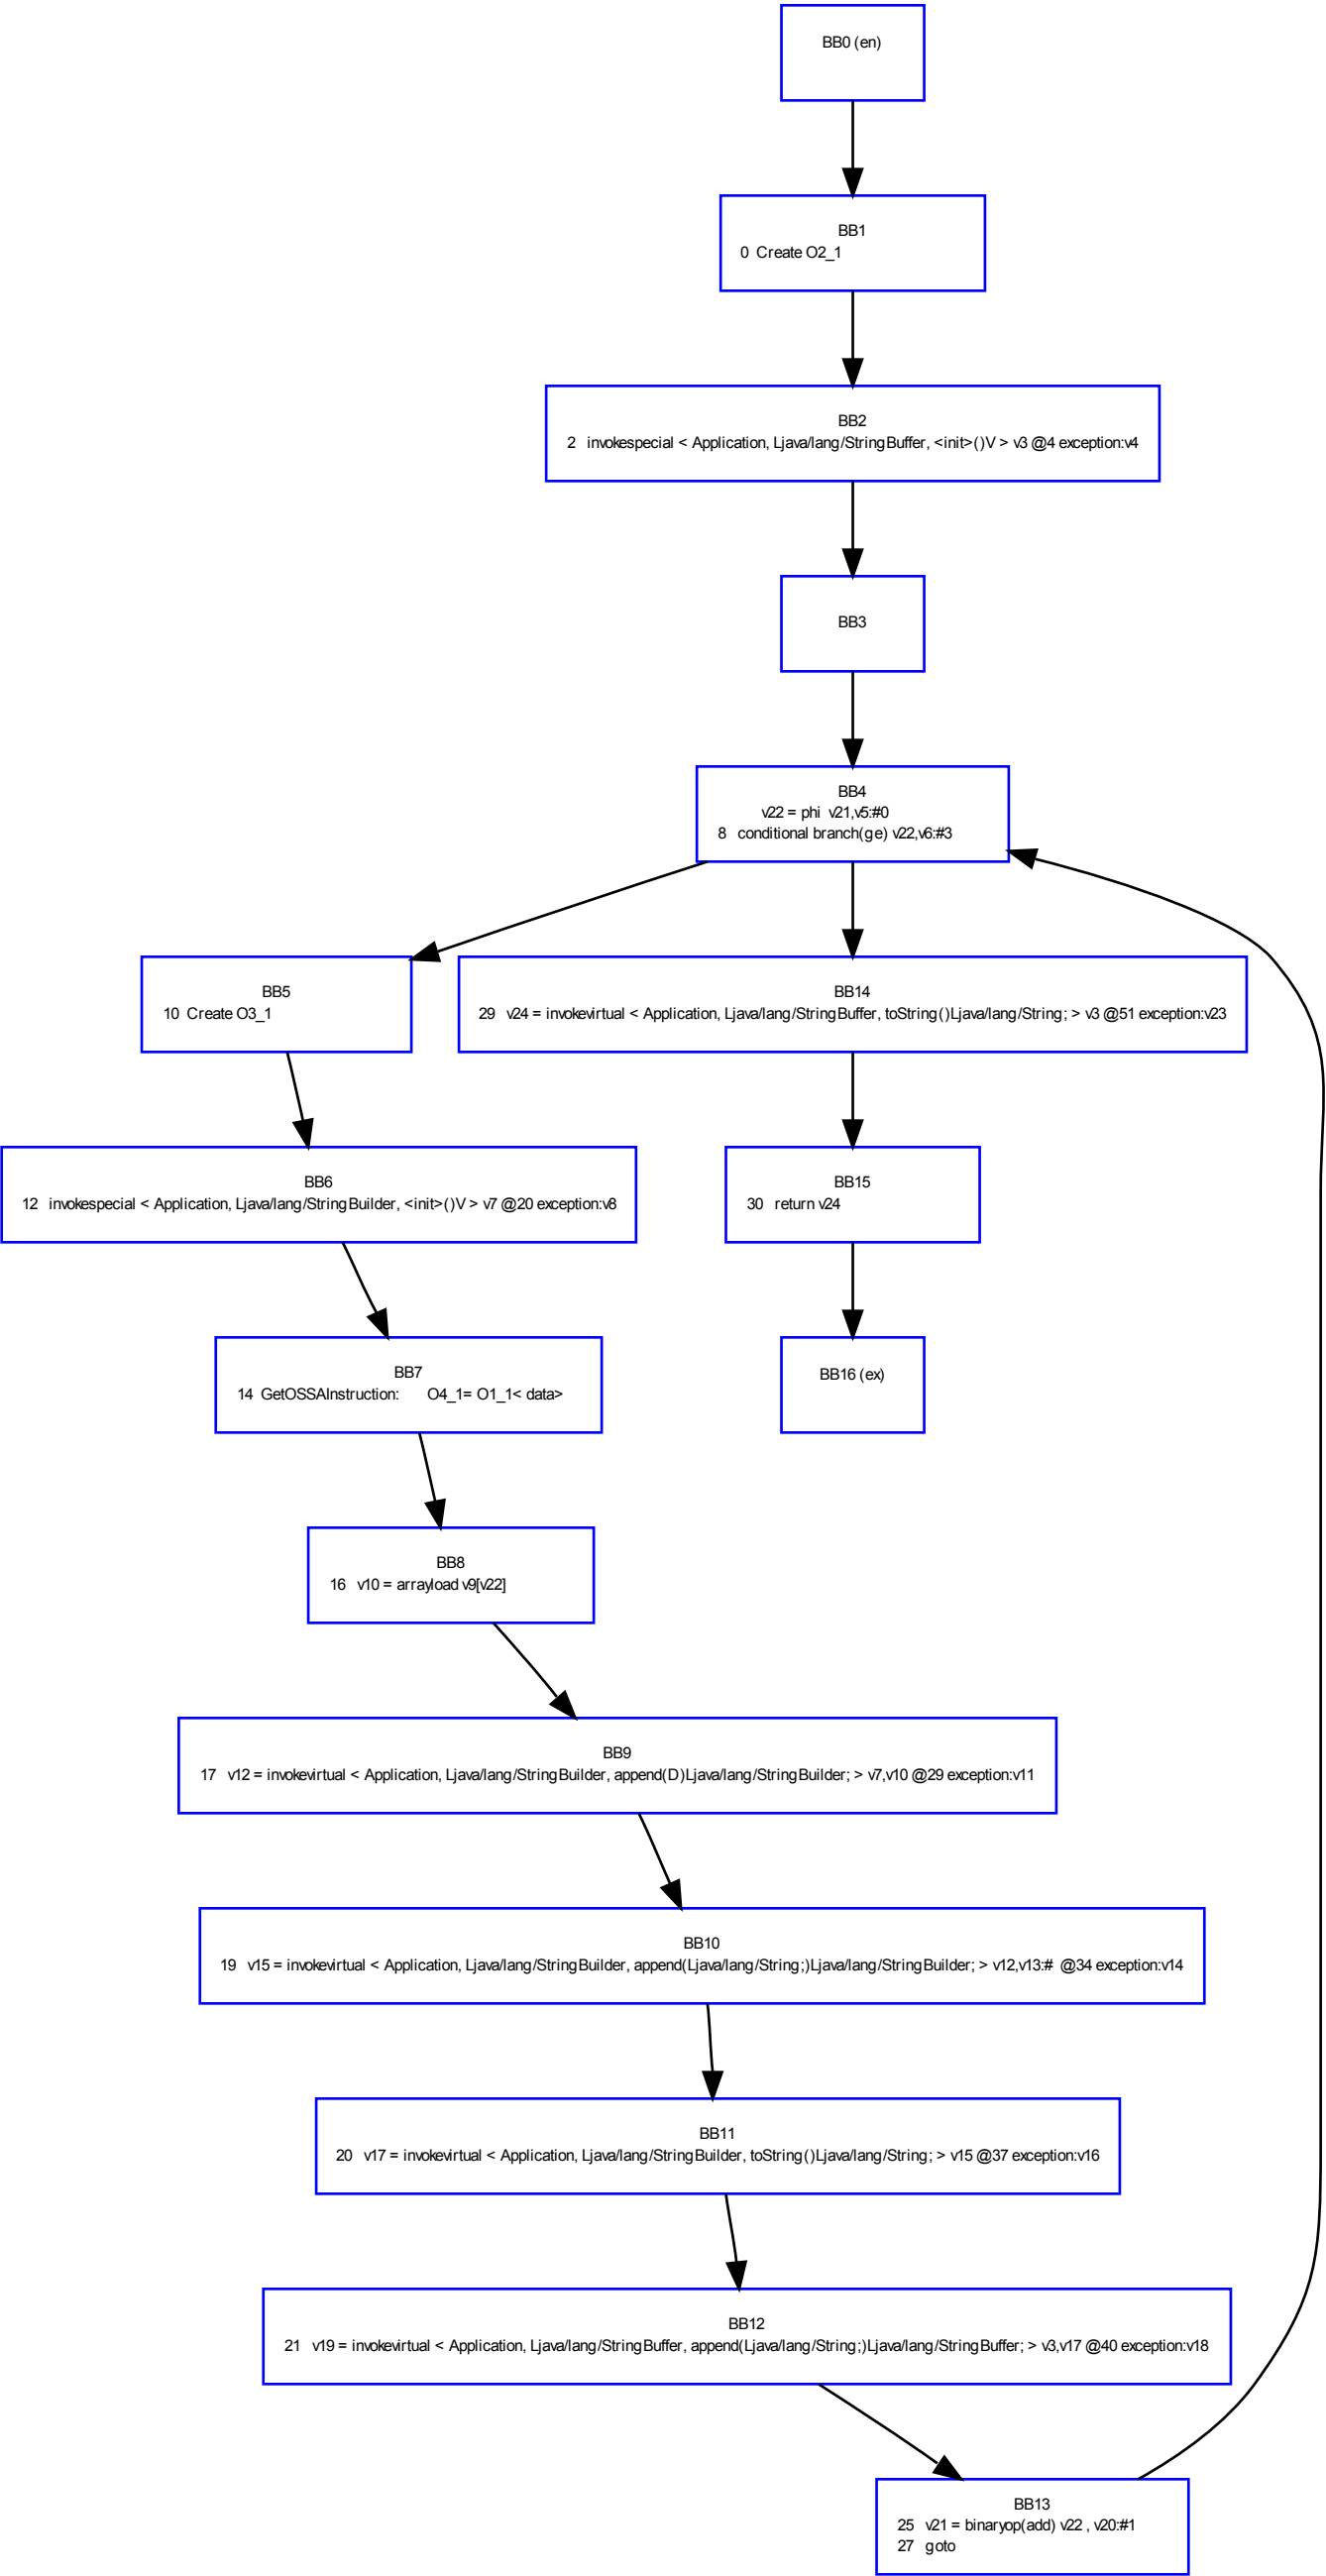 BB0 (en)
BB1
0 Create O2_1
BB2
2 invokespecial < Application, Ljava/lang/StringBuffer, <init>()V > v3 @4 exception:v4
BB3
BB4
v22 = phi v21,v5:#0
8 conditional branch(ge) v22,v6:#3
BB5
10 Create O3_1
BB14
29 v24 = invokevirtual < Application, Ljava/lang/StringBuffer, toString()Ljava/lang/String; > v3 @51 exception:v23
BB6
12 invokespecial < Application, Ljava/lang/StringBuilder, <init>()V > v7 @20 exception:v8
BB15
30 return v24
BB7
14 GetOSSAInstruction: O4_1= O1_1< data>
BB16 (ex)
BB8
16 v10 = arrayload v9[v22]
BB9
17 v12 = invokevirtual < Application, Ljava/lang/StringBuilder, append(D)Ljava/lang/StringBuilder; > v7,v10 @29 exception:v11
BB10
19 v15 = invokevirtual < Application, Ljava/lang/StringBuilder, append(Ljava/lang/String;)Ljava/lang/StringBuilder; > v12,v13:# @34 exception:v14
BB11
20 v17 = invokevirtual < Application, Ljava/lang/StringBuilder, toString()Ljava/lang/String; > v15 @37 exception:v16
BB12
21 v19 = invokevirtual < Application, Ljava/lang/StringBuffer, append(Ljava/lang/String;)Ljava/lang/StringBuffer; > v3,v17 @40 exception:v18
BB13
25 v21 = binaryop(add) v22 , v20:#1
27 goto